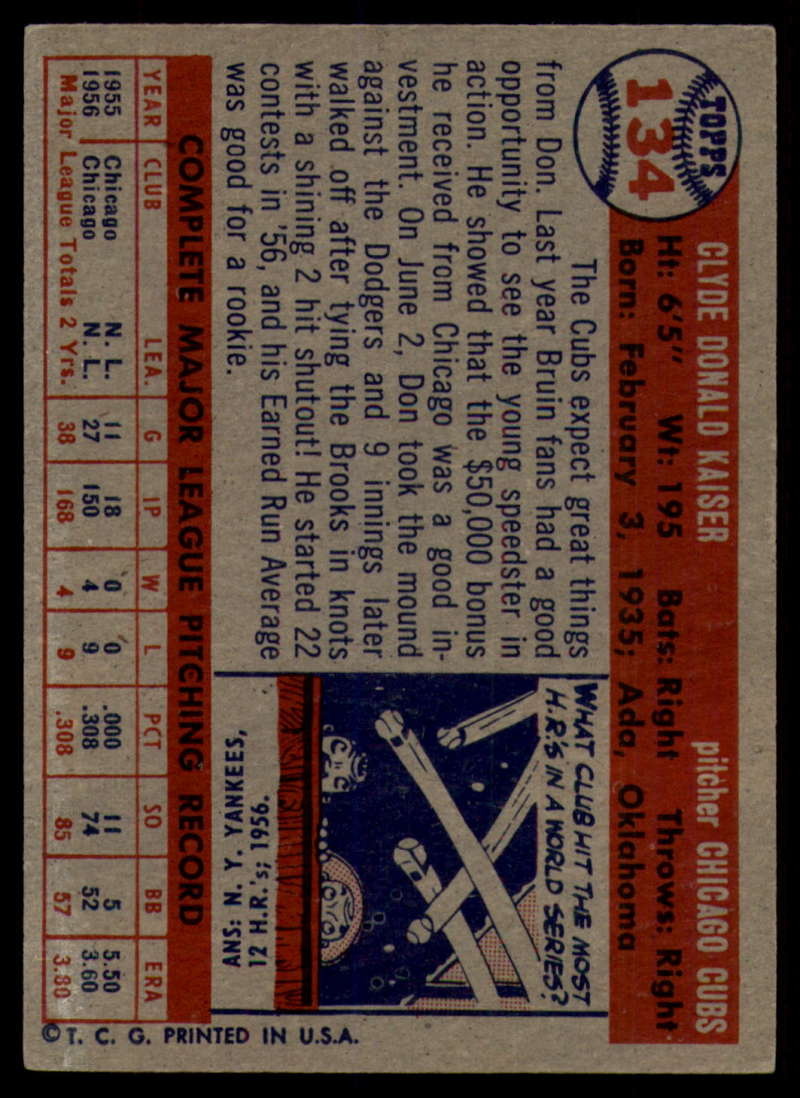 TOPPS
134
CLYDE DONALD KAISER pitcher CHICAGO CUBS
Ht: 6'5" Wt: 195 Bats: Right Throws: Right
Born: February 3, 1935; Ada, Oklahoma
The Cubs expect great things
from Don. Last year Bruin fans had a good
opportunity to see the young speedster in
action. He showed that the $50,000 bonus
he received from Chicago was a good in-
vestment. On June 2, Don took the mound
against the Dodgers and 9 innings later
walked off after tying the Brooks in knots
with a shining 2 hit shutout! He started 22
contests in '56, and his Earned Run Average
was good for a rookie.
WHAT CLUB HIT THE MOST
H.R.'S IN A WORLD SERIES?
ANS: N. Y. YANKEES,
12 H.R.'s; 1956.
COMPLETE MAJOR LEAGUE PITCHING RECORD
YEAR CLUB LEA. G IP W L PCT SO BB ERA
1955 Chicago N. L. 11 18 0 0 .000 11 5 5.50
1956 Chicago N. L. 27 150 4 9 .308 74 52 3.60
Major League Totals 2 Yrs. 38 168 4 9 .308 85 57 3.80
© T. C. G. PRINTED IN U.S.A.